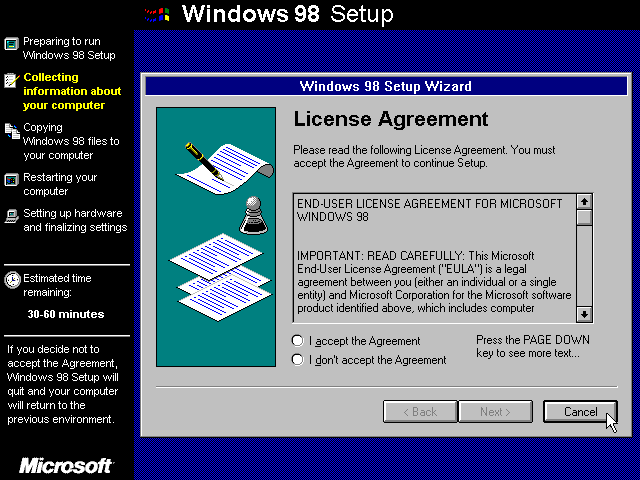 Windows 98 Setup
Preparing to run
Windows 98 Setup
Collecting
information about
your computer
Copying
Windows 98 files to
your computer
Restarting your
computer
Setting up hardware
and finalizing settings
Estimated time
remaining:
30-60 minutes
If you decide not to
accept the Agreement,
Windows 98 Setup will
quit and your computer
will return to the
previous environment.
Microsoft
Windows 98 Setup Wizard
License Agreement
Please read the following License Agreement. You must
accept the Agreement to continue Setup.
END-USER LICENSE AGREEMENT FOR MICROSOFT
WINDOWS 98
IMPORTANT: READ CAREFULLY: This Microsoft
End-User License Agreement ("EULA") is a legal
agreement between you (either an individual or a single
entity) and Microsoft Corporation for the Microsoft software
product identified above, which includes computer
I accept the Agreement
I don't accept the Agreement
Press the PAGE DOWN
key to see more text...
< Back
Next >
Cancel